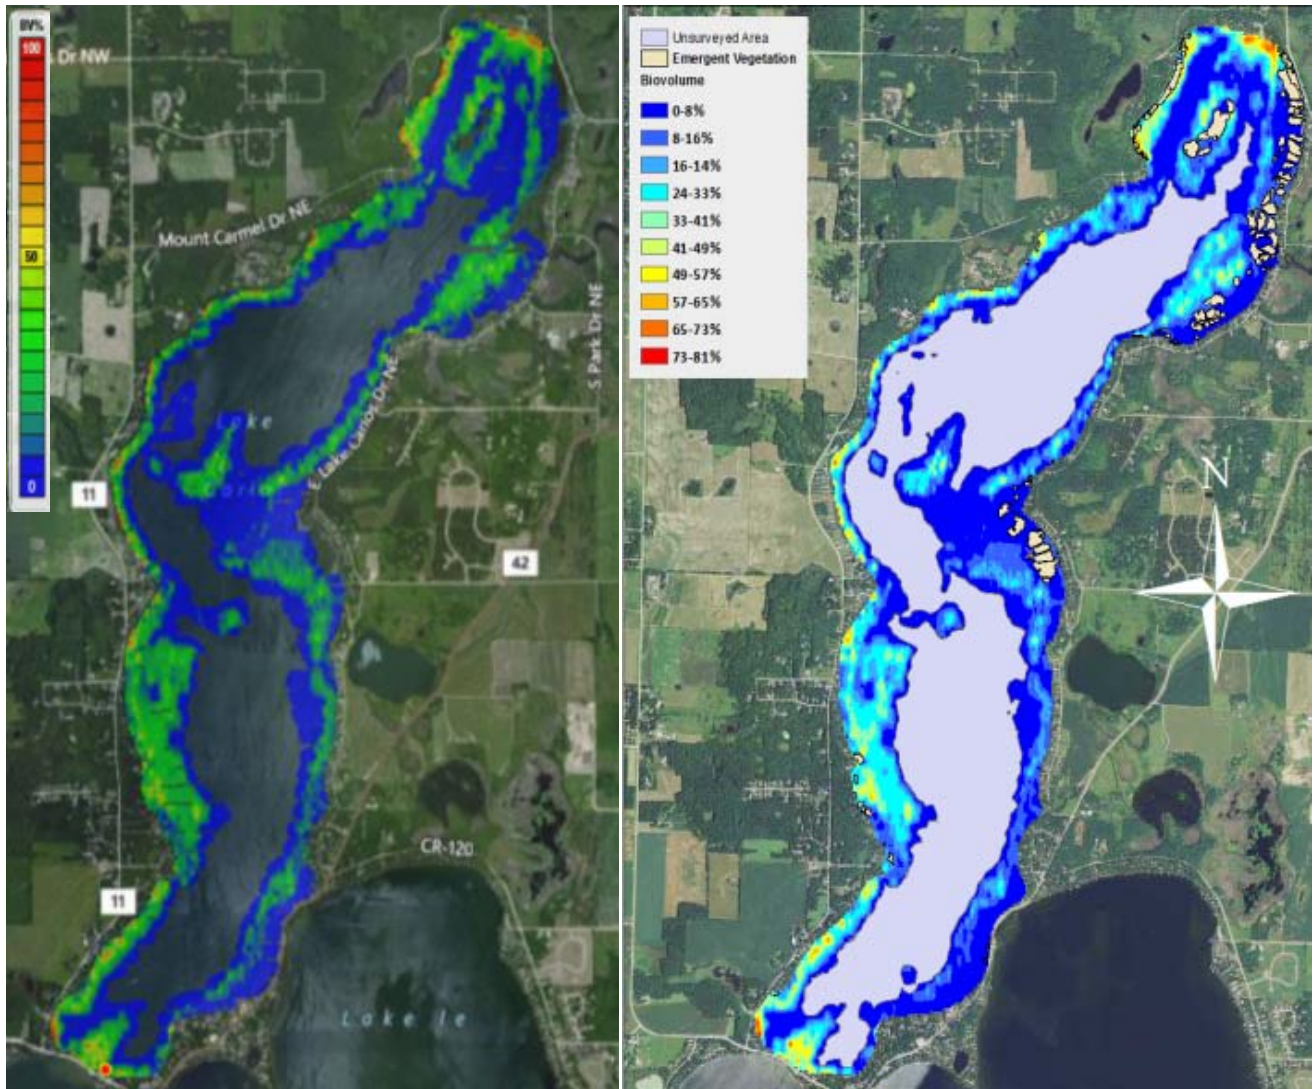 BV%
100
50
0
Dr NW
Mount Carmel Dr NE
S Park Dr NE
Lake
E Lake Carlos Dr NE
11
42
CR-120
11
Lake le
Unsurveyed Area
Emergent Vegetation
Biovolume
0-8%
8-16%
16-14%
24-33%
33-41%
41-49%
49-57%
57-65%
65-73%
73-81%
N